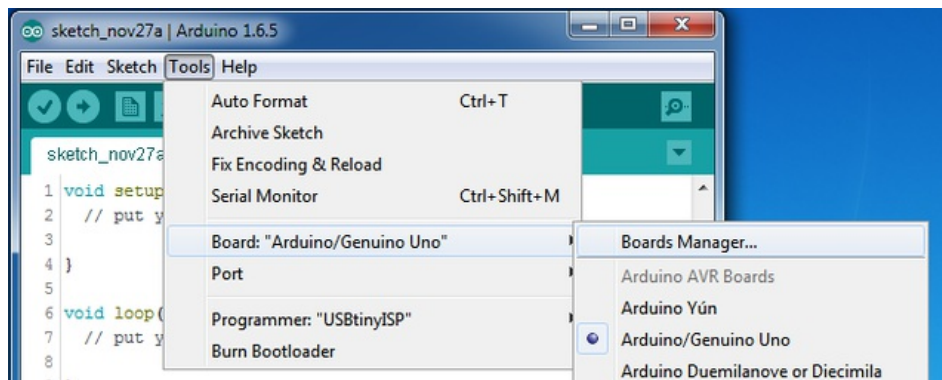 sketch_nov27a | Arduino 1.6.5
File Edit Sketch Tools Help
Auto Format Ctrl+T
Archive Sketch
sketch_nov27a
Fix Encoding & Reload
1 void setup
Serial Monitor Ctrl+Shift+M
2 // put y
3
Board: "Arduino/Genuino Uno"
Boards Manager...
4 }
Port
Arduino AVR Boards
5
Arduino Yún
6 void loop(
Programmer: "USBtinyISP"
7 // put y
Arduino/Genuino Uno
Burn Bootloader
8
Arduino Duemilanove or Diecimila